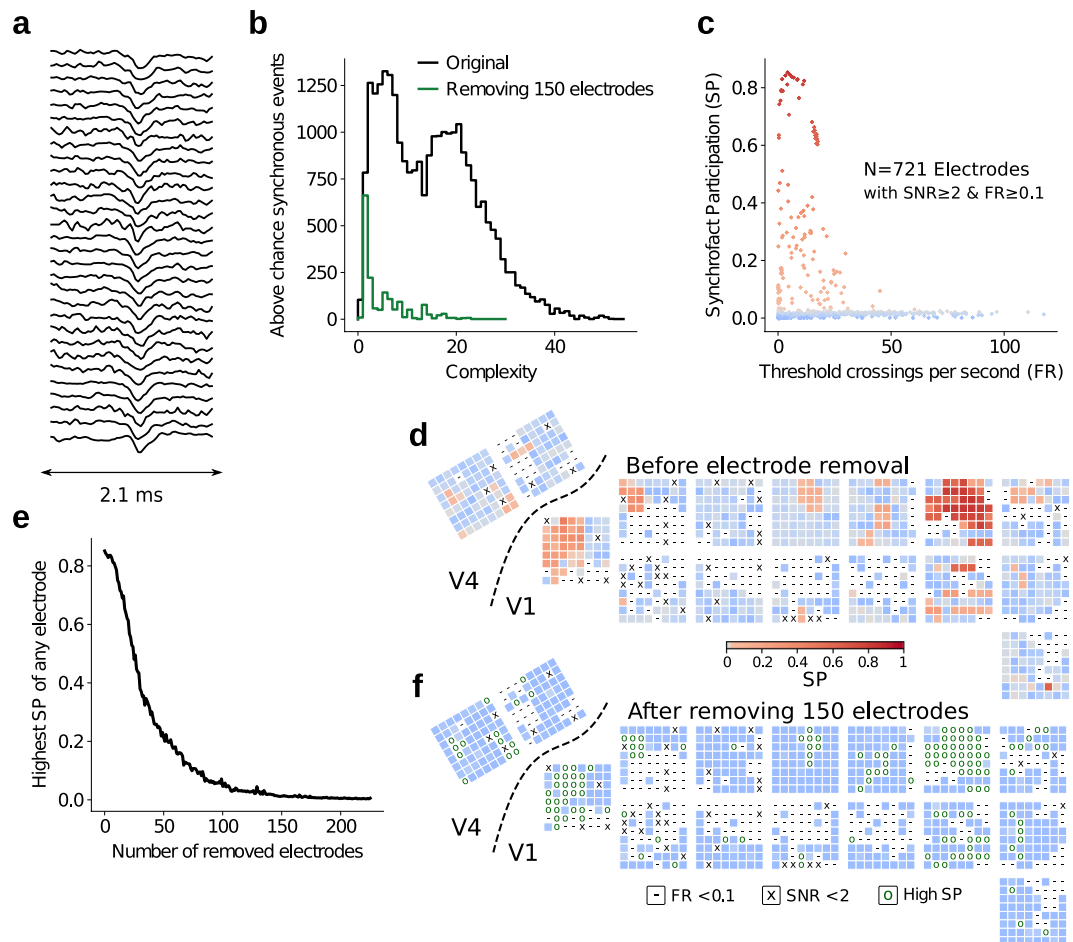 a
2.1 ms
b
Original
Removing 150 electrodes
Above chance synchronous events
1250
1000
750
500
250
0
0
20
40
Complexity
c
Synchrofact Participation (SP)
0.8
0.6
0.4
0.2
0.0
N=721 Electrodes
with SNR≥2 & FR≥0.1
0
50
100
Threshold crossings per second (FR)
d
Before electrode removal
V4
V1
0
0.2
0.4
0.6
0.8
1
SP
e
Highest SP of any electrode
0.8
0.6
0.4
0.2
0.0
0
50
100
150
200
Number of removed electrodes
f
After removing 150 electrodes
V4
V1
- FR <0.1
x SNR <2
o High SP